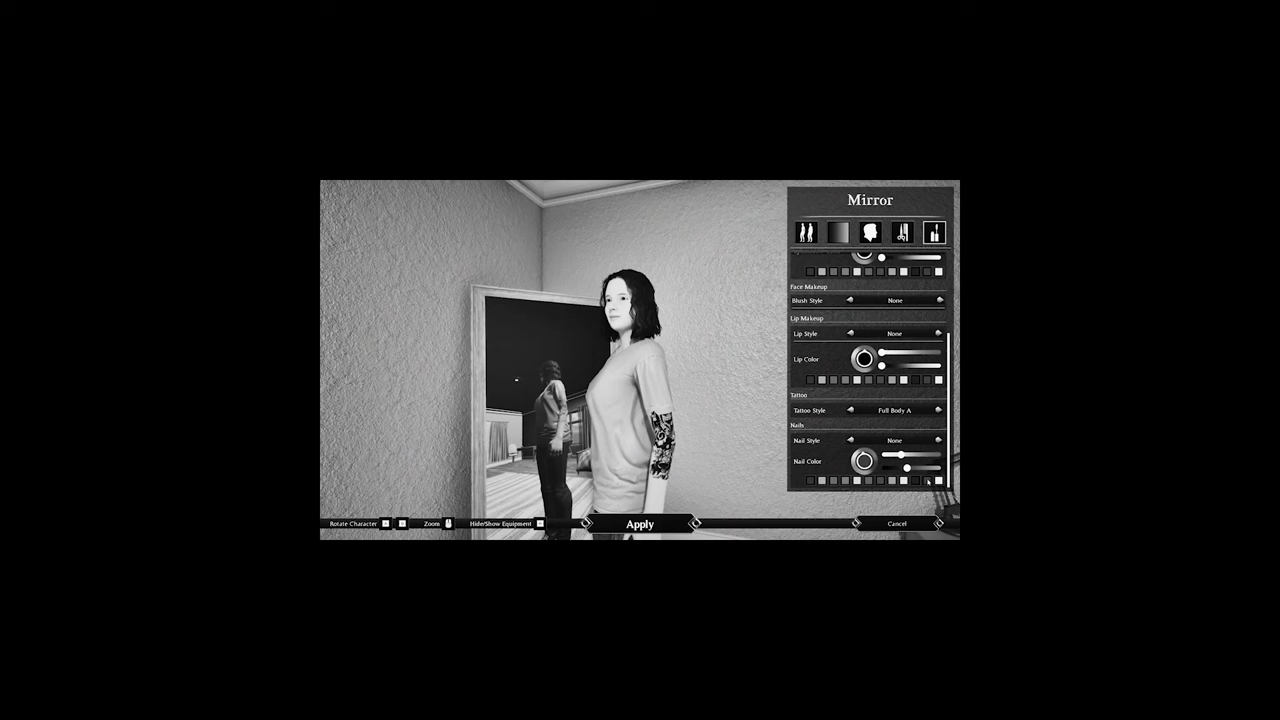 Mirror
Face Makeup
Blush Style None
Lip Makeup
Lip Style None
Lip Color
Tattoo
Tattoo Style Full Body A
Nails
Nail Style None
Nail Color
Rotate Character Zoom Hide/Show Equipment Apply Cancel